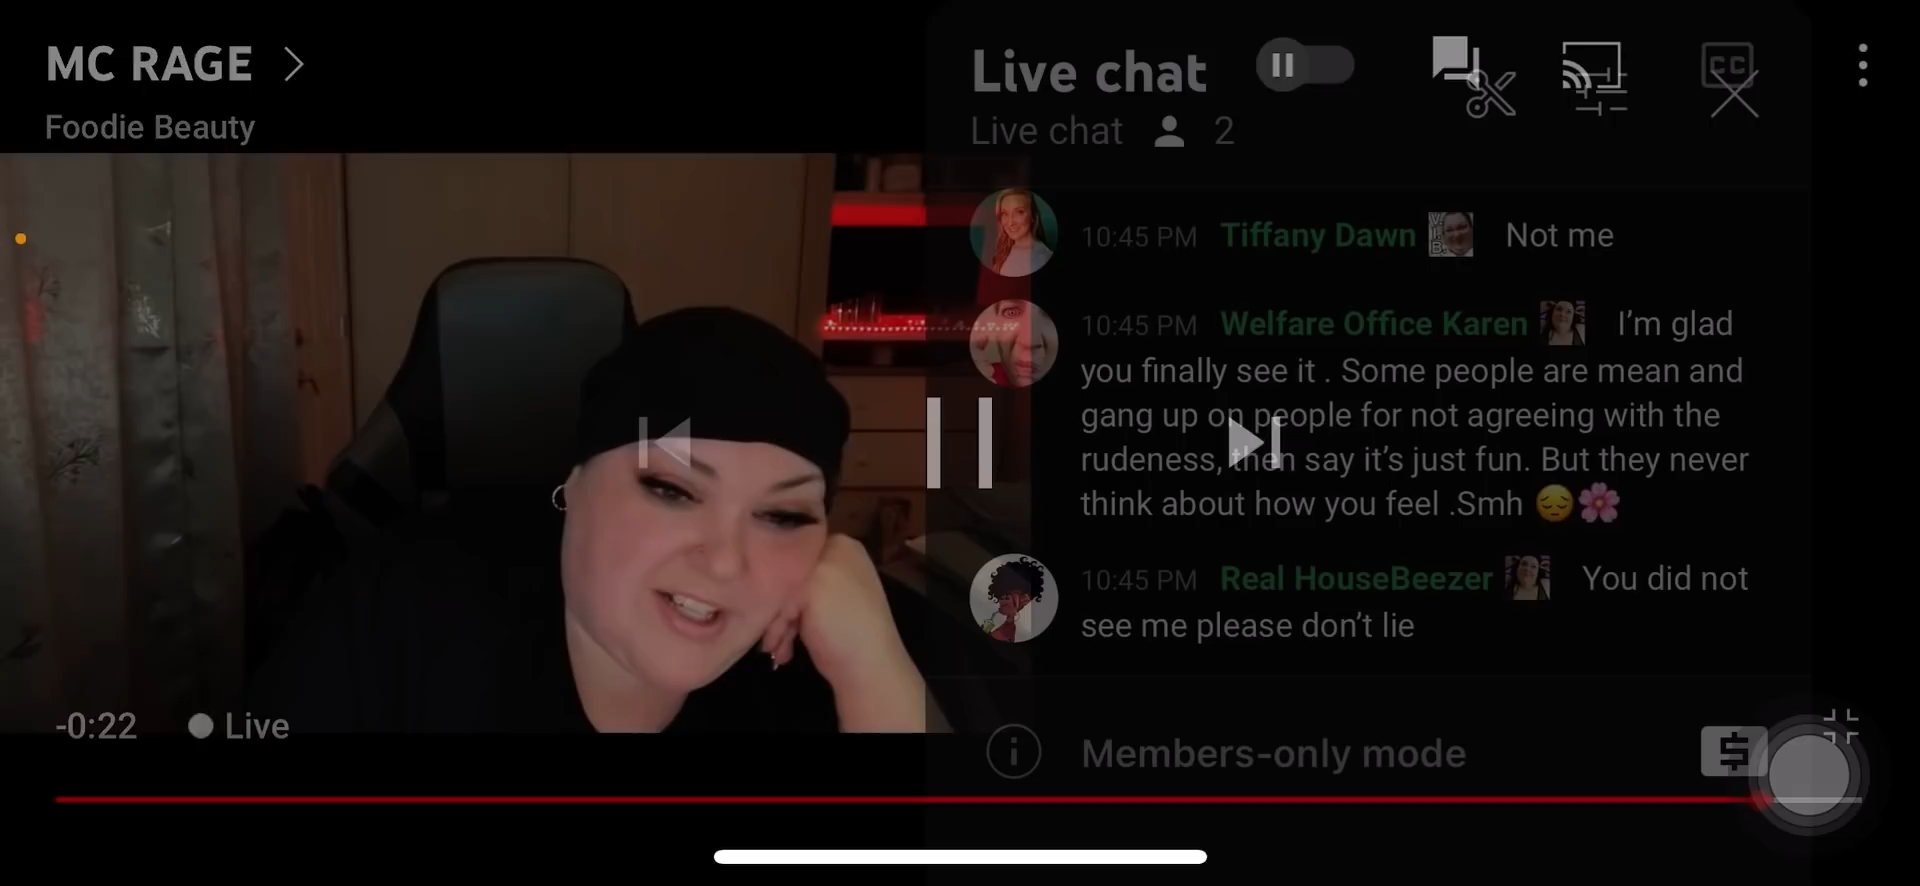 MC RAGE
Foodie Beauty
Live chat
Live chat 2
CC
10:45 PM Tiffany Dawn Not me
10:45 PM Welfare Office Karen I'm glad
you finally see it . Some people are mean and
gang up on people for not agreeing with the
rudeness, then say it's just fun. But they never
think about how you feel .Smh 😔🌸
10:45 PM Real HouseBeezer You did not
see me please don't lie
-0:22 Live
Members-only mode
$